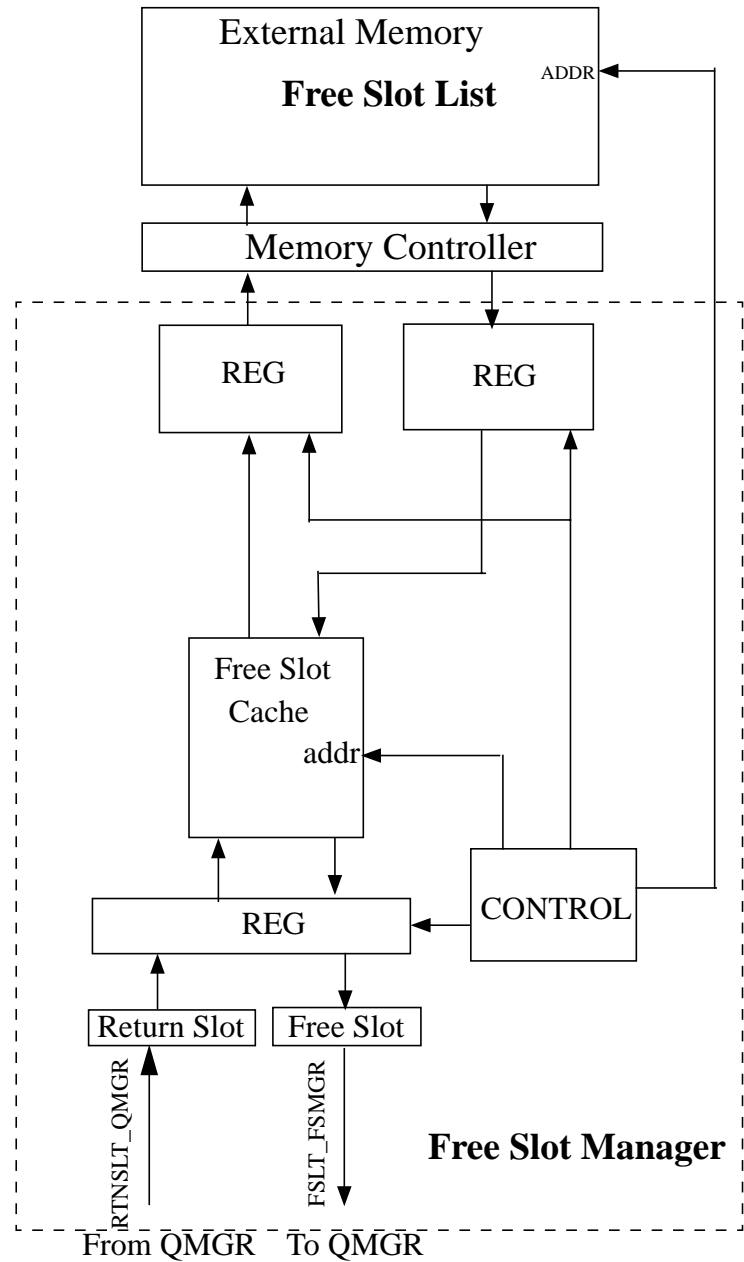 External Memory
ADDR
Free Slot List
Memory Controller
REG
REG
Free Slot
Cache
addr
CONTROL
REG
Return Slot
Free Slot
RTNSLT_QMGR
FSLT_FSMGR
Free Slot Manager
From QMGR
To QMGR